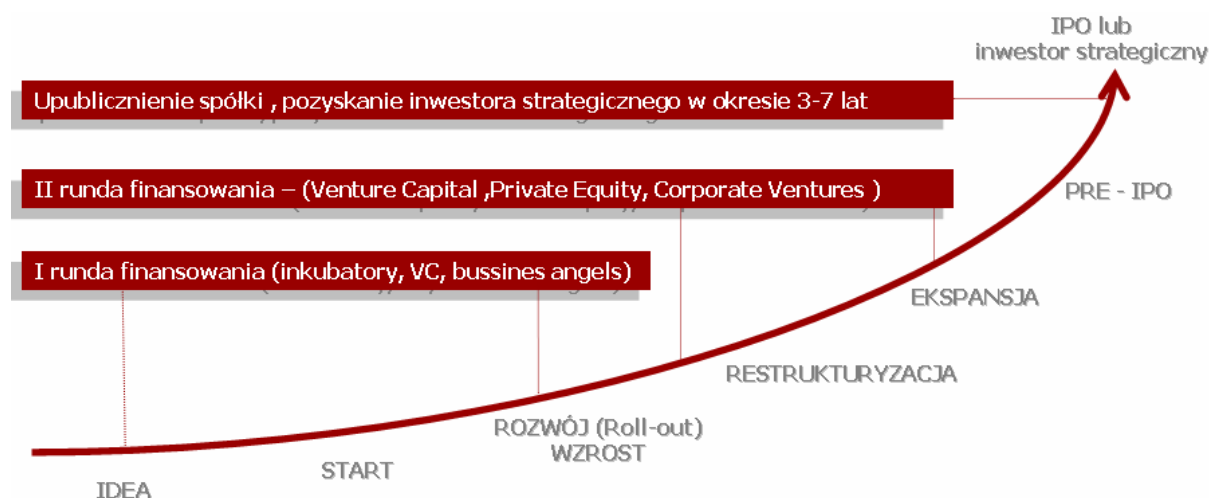 IPO lub
inwestor strategiczny
Upublicznienie spółki , pozyskanie inwestora strategicznego w okresie 3-7 lat
II runda finansowania – (Venture Capital ,Private Equity, Corporate Ventures )
PRE - IPO
I runda finansowania (inkubatory, VC, bussines angels)
EKSPANSJA
RESTRUKTURYZACJA
ROZWÓJ (Roll-out)
WZROST
START
IDEA